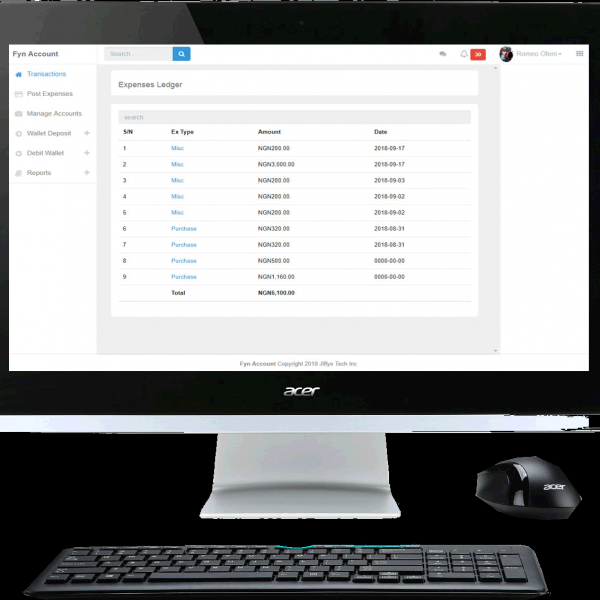 Fyn Account
Search...
30
Romeo Otem
Transactions
Post Expenses
Manage Accounts
Wallet Deposit
Debit Wallet
Reports
Expenses Ledger
search
S/N Ex Type Amount Date
1 Misc NGN200.00 2018-09-17
2 Misc NGN3,000.00 2018-09-17
3 Misc NGN200.00 2018-09-03
4 Misc NGN200.00 2018-09-02
5 Misc NGN200.00 2018-09-02
6 Purchase NGN320.00 2018-08-31
7 Purchase NGN320.00 2018-08-31
8 Purchase NGN500.00 0000-00-00
9 Purchase NGN1,160.00 0000-00-00
Total NGN6,100.00
Fyn Account Copyright 2018 Jiffys Tech Inc
acer
acer